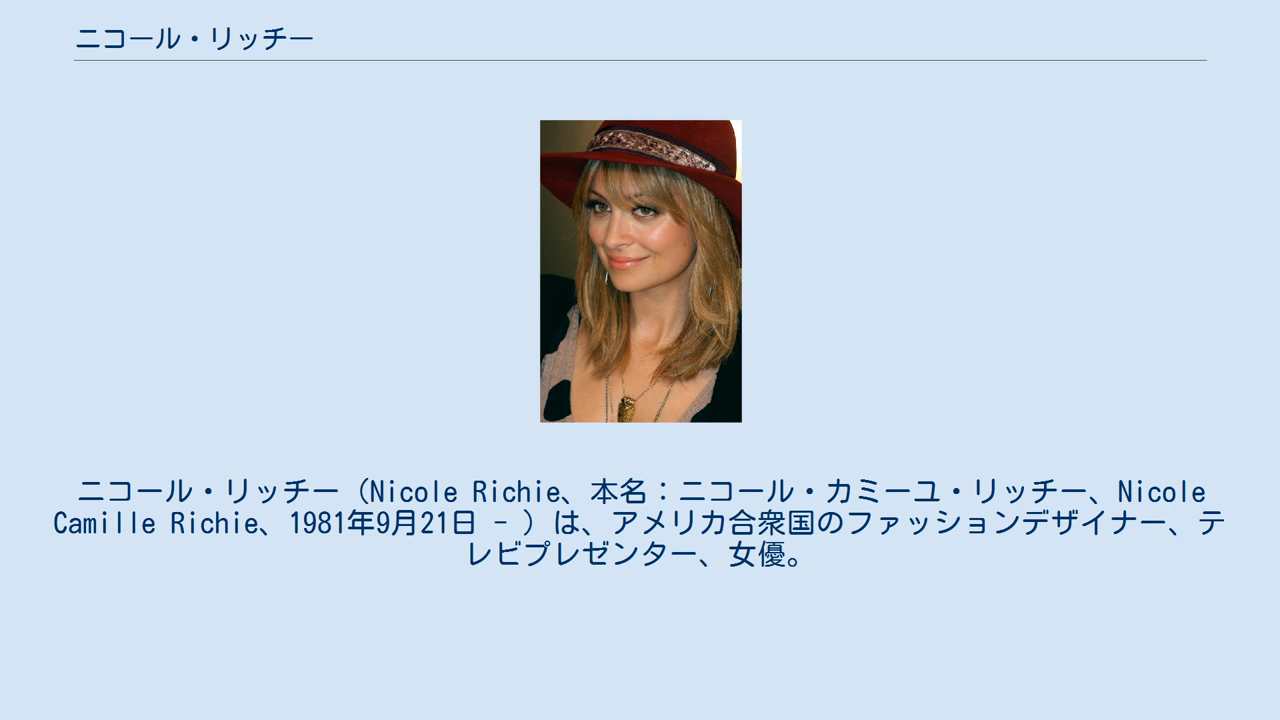 ニコール・リッチー
ニコール・リッチー（Nicole Richie、本名：ニコール・カミーユ・リッチー、Nicole
Camille Richie、1981年9月21日 - ）は、アメリカ合衆国のファッションデザイナー、テ
レビプレゼンター、女優。